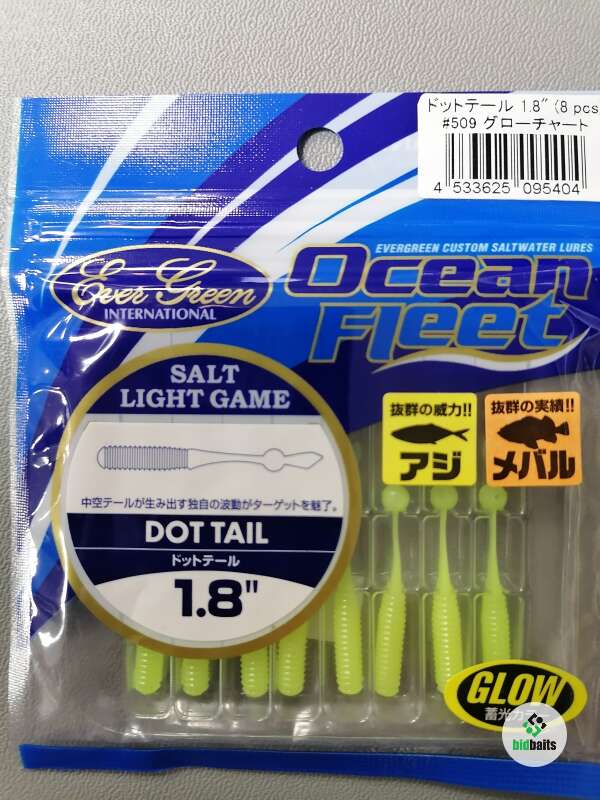 ドットテール 1.8" (8 pcs
#509 グローチャート
4 533625 095404
EVERGREEN CUSTOM SALTWATER LURES
Ocean
Fleet
Ever Green
INTERNATIONAL
SALT
LIGHT GAME
抜群の威力!!
アジ
抜群の実績!!
メバル
中空テールが生み出す独自の波動がターゲットを魅了。
DOT TAIL
ドットテール
1.8"
GLOW
蓄光カラー
bidbaits